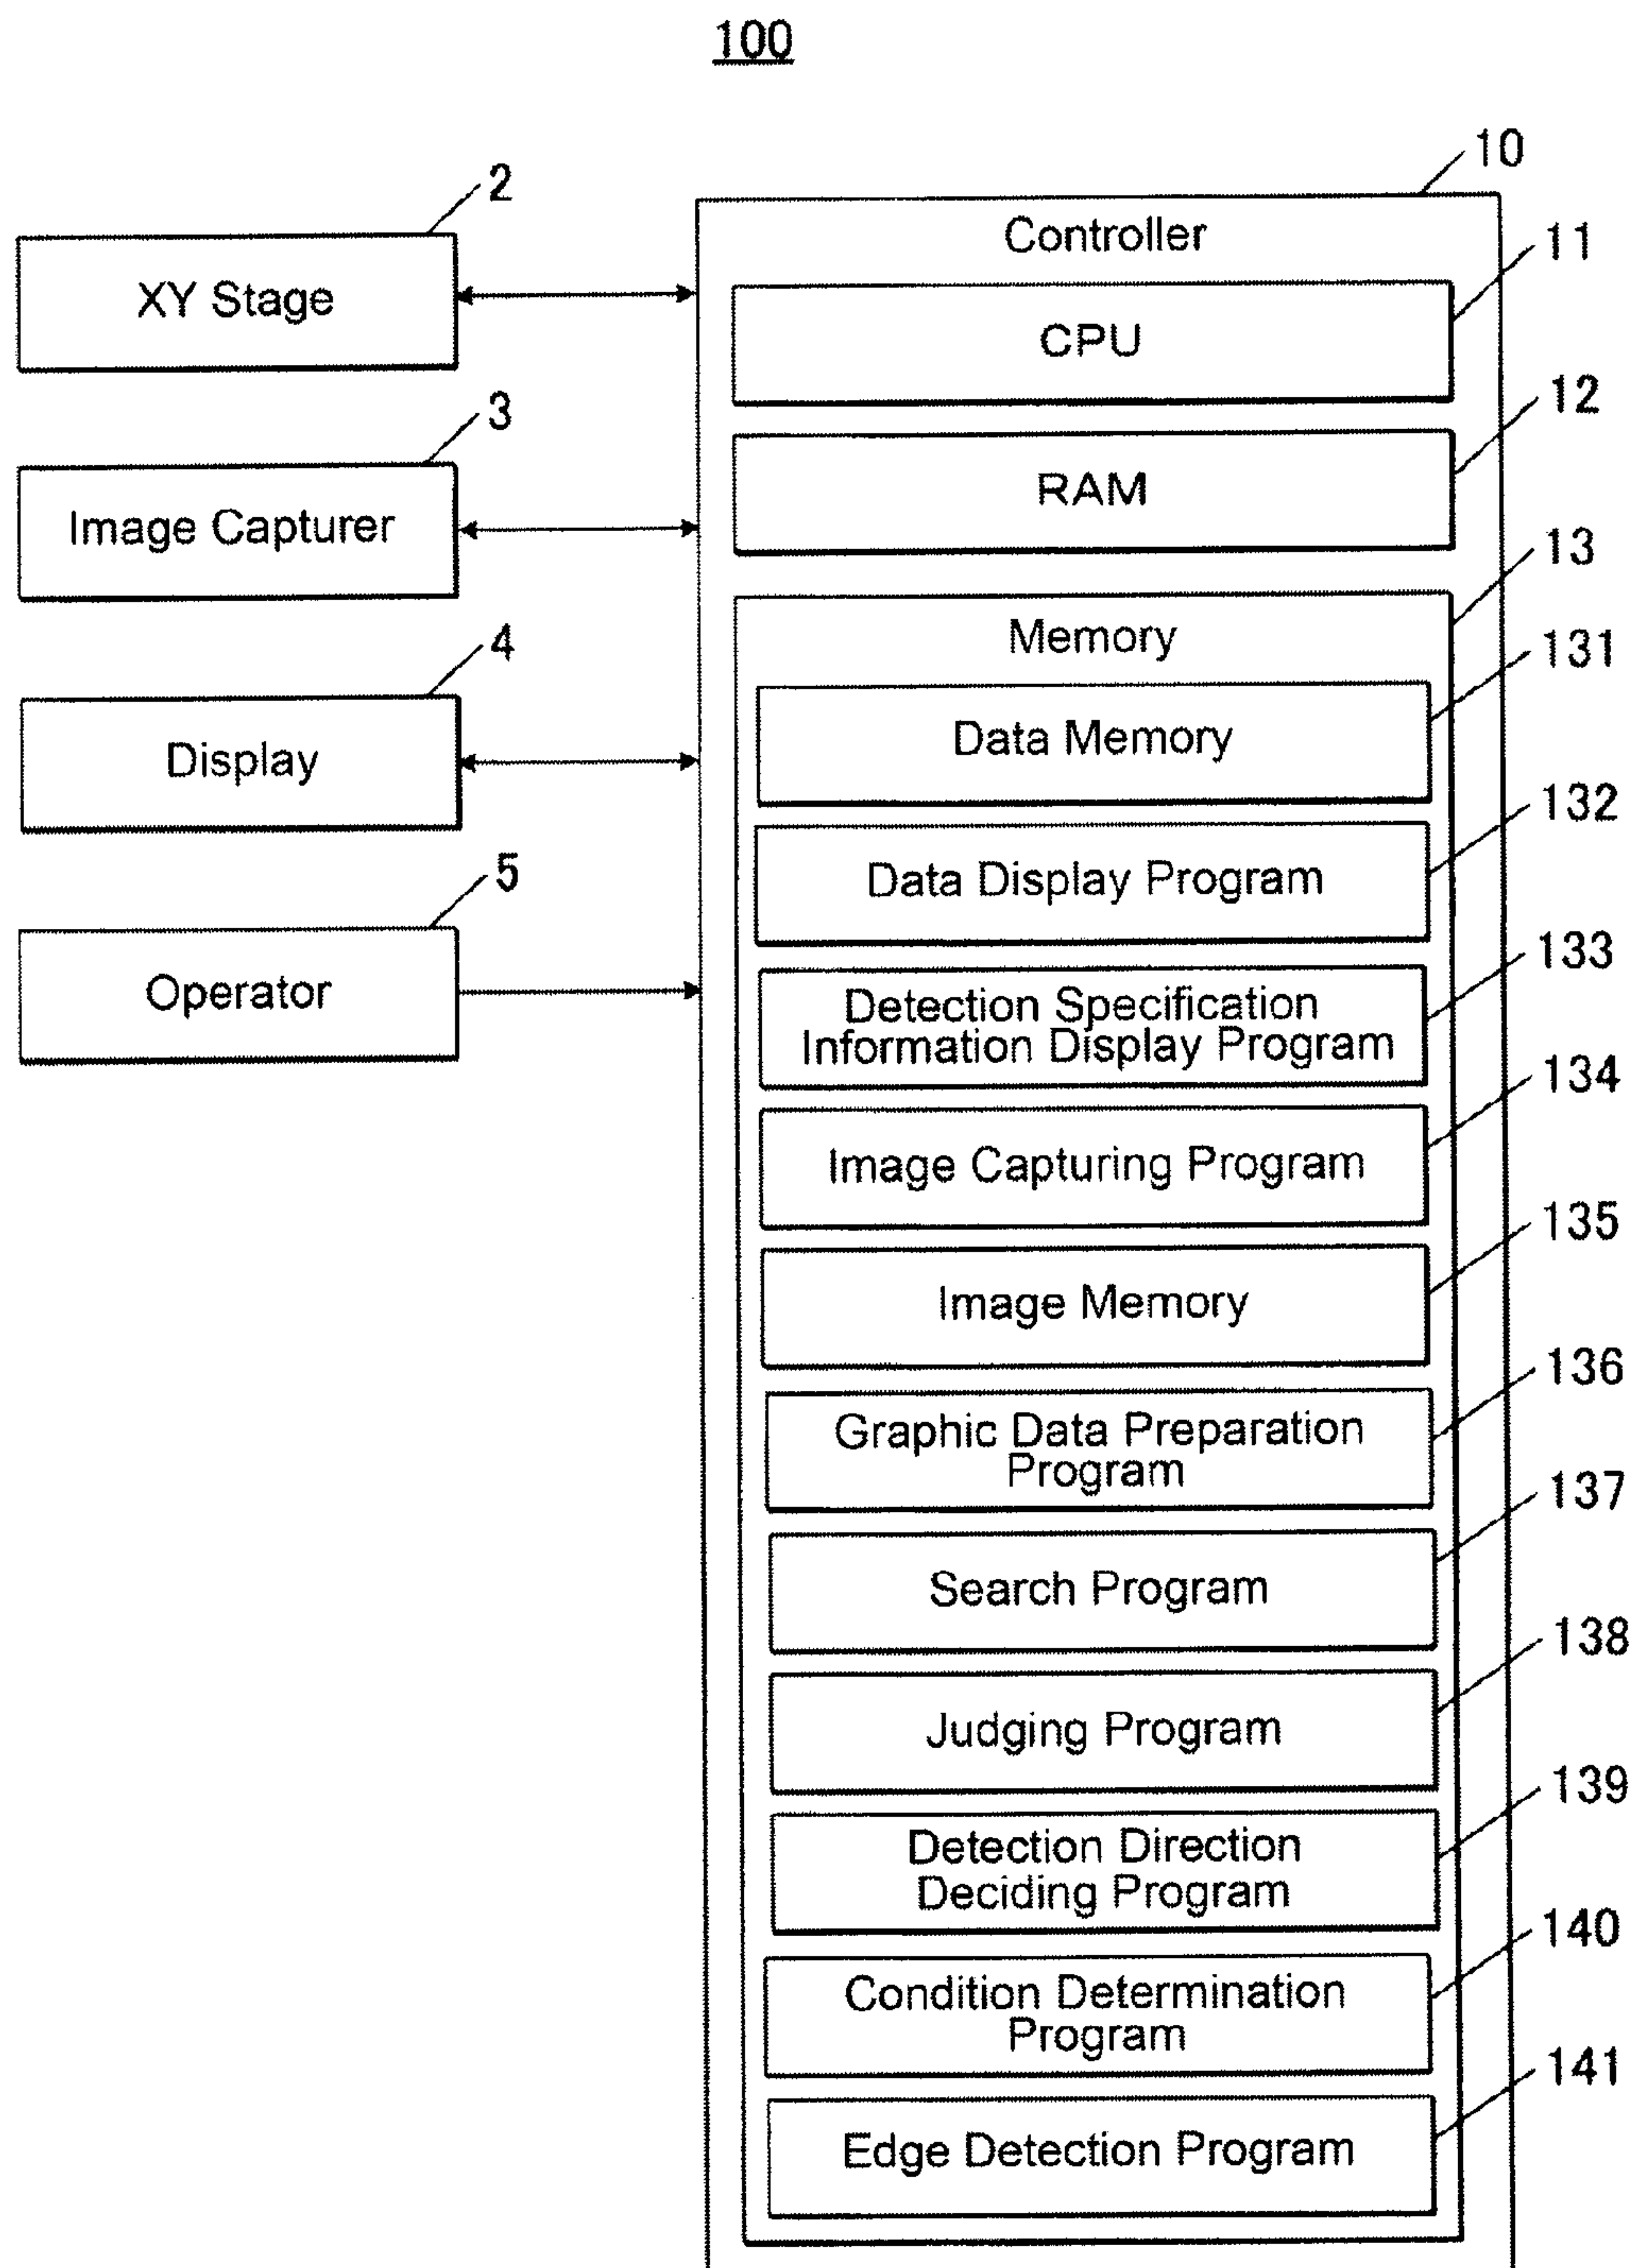 100
10
Controller
2
XY Stage
11
CPU
3
Image Capturer
12
RAM
13
Memory
4
Display
131
Data Memory
132
Data Display Program
5
Operator
133
Detection Specification
Information Display Program
134
Image Capturing Program
135
Image Memory
136
Graphic Data Preparation
Program
137
Search Program
138
Judging Program
139
Detection Direction
Deciding Program
140
Condition Determination
Program
141
Edge Detection Program